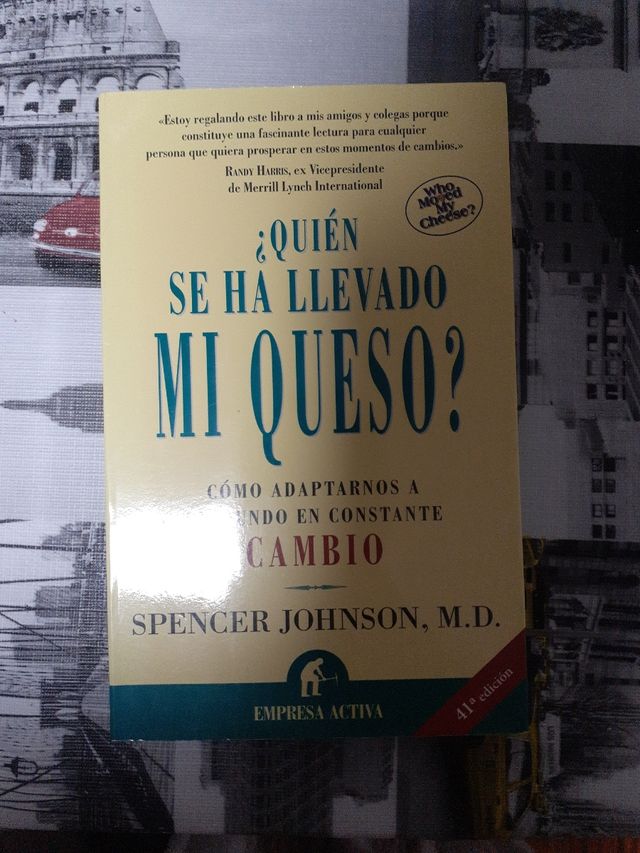 «Estoy regalando este libro a mis amigos y colegas porque
constituye una fascinante lectura para cualquier
persona que quiera prosperar en estos momentos de cambios.»
RANDY HARRIS, ex Vicepresidente
de Merrill Lynch International
Who
Moved
My
Cheese?
¿QUIÉN
SE HA LLEVADO
MI QUESO?
CÓMO ADAPTARNOS A
EN CONSTANTE
CAMBIO
SPENCER JOHNSON, M.D.
EMPRESA ACTIVA
41ª edición